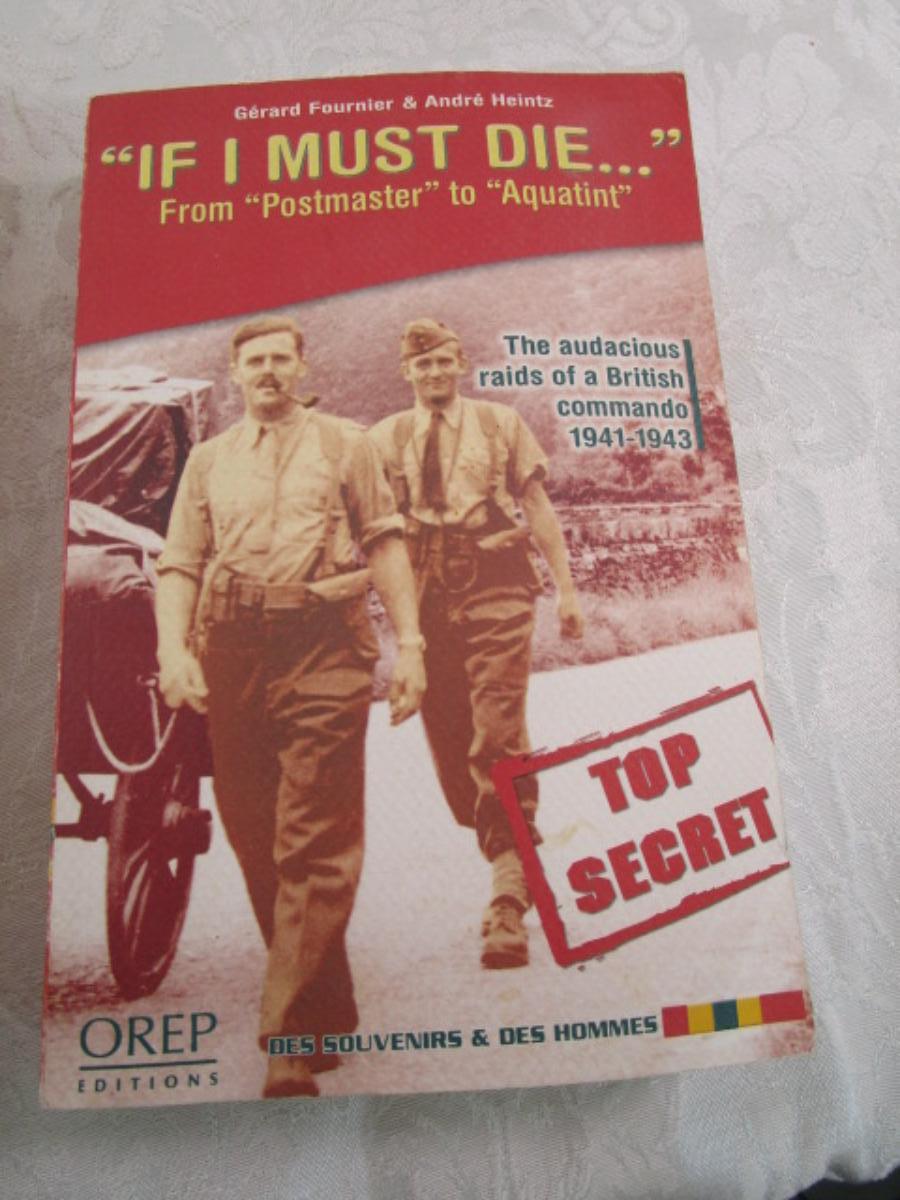 Gérard Fournier & André Heintz
“IF I MUST DIE...”
From “Postmaster” to “Aquatint”
The audacious
raids of a British
commando
1941-1943
TOP
SECRET
OREP
EDITIONS
DES SOUVENIRS & DES HOMMES